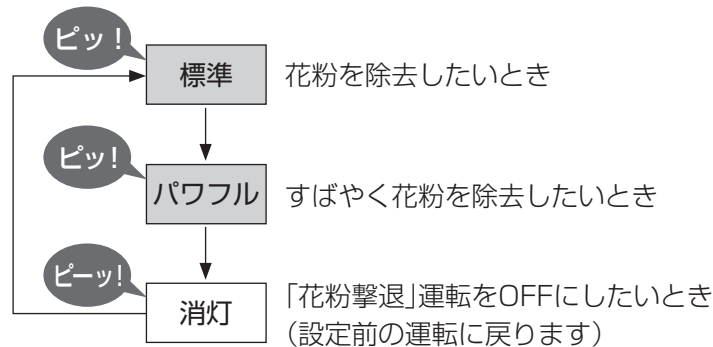 ピッ!
標準
花粉を除去したいとき
ピッ!
パワフル
すばやく花粉を除去したいとき
ピーッ!
消灯
「花粉撃退」運転をOFFにしたいとき
(設定前の運転に戻ります)